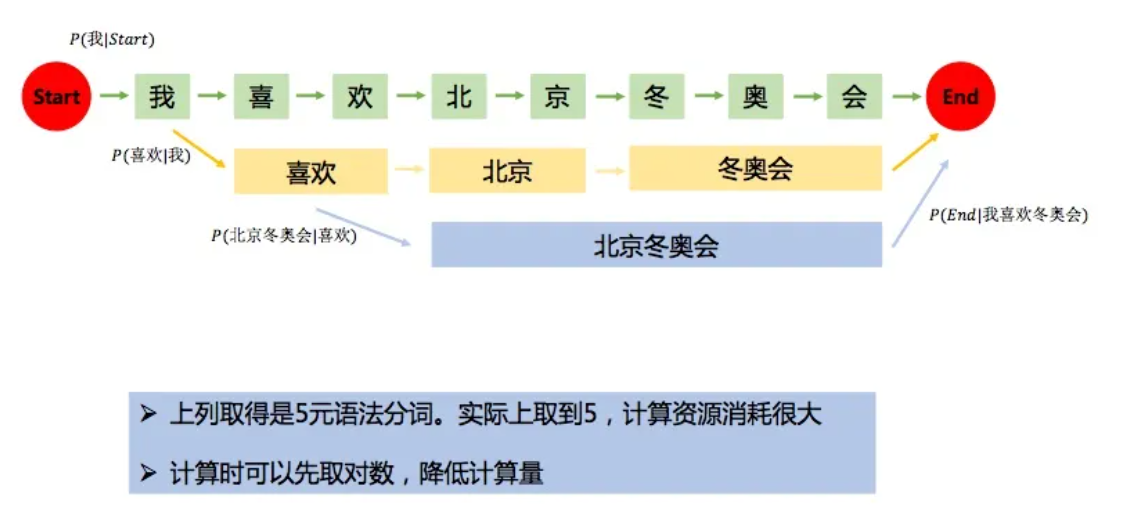 P(我|Start)
Start 我 喜 欢 北 京 冬 奥 会 End
P(喜欢|我)
喜欢 北京 冬奥会
P(北京冬奥会|喜欢)
P(End|我喜欢冬奥会)
北京冬奥会
➢ 上列取得是5元语法分词。实际上取到5，计算资源消耗很大
➢ 计算时可以先取对数，降低计算量